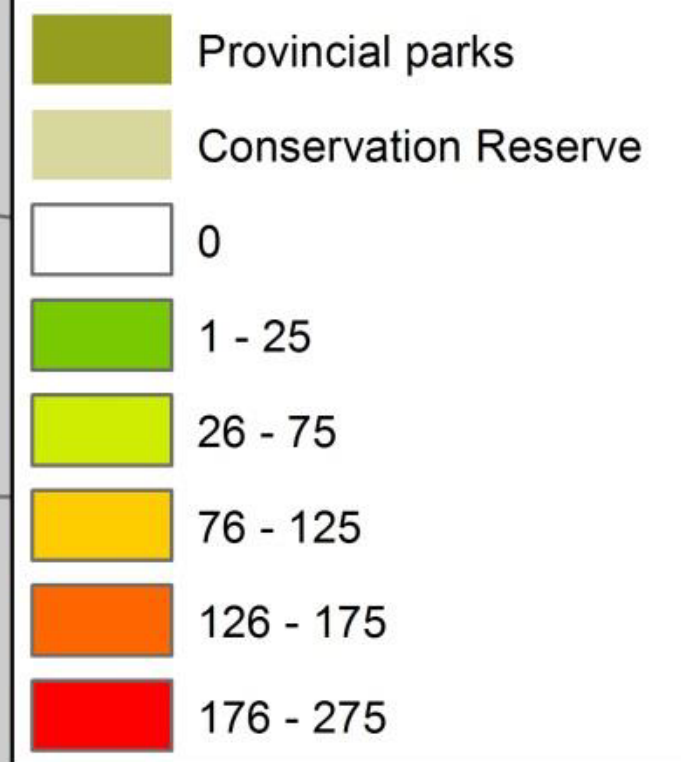 Provincial parks
Conservation Reserve
0
1 - 25
26 - 75
76 - 125
126 - 175
176 - 275